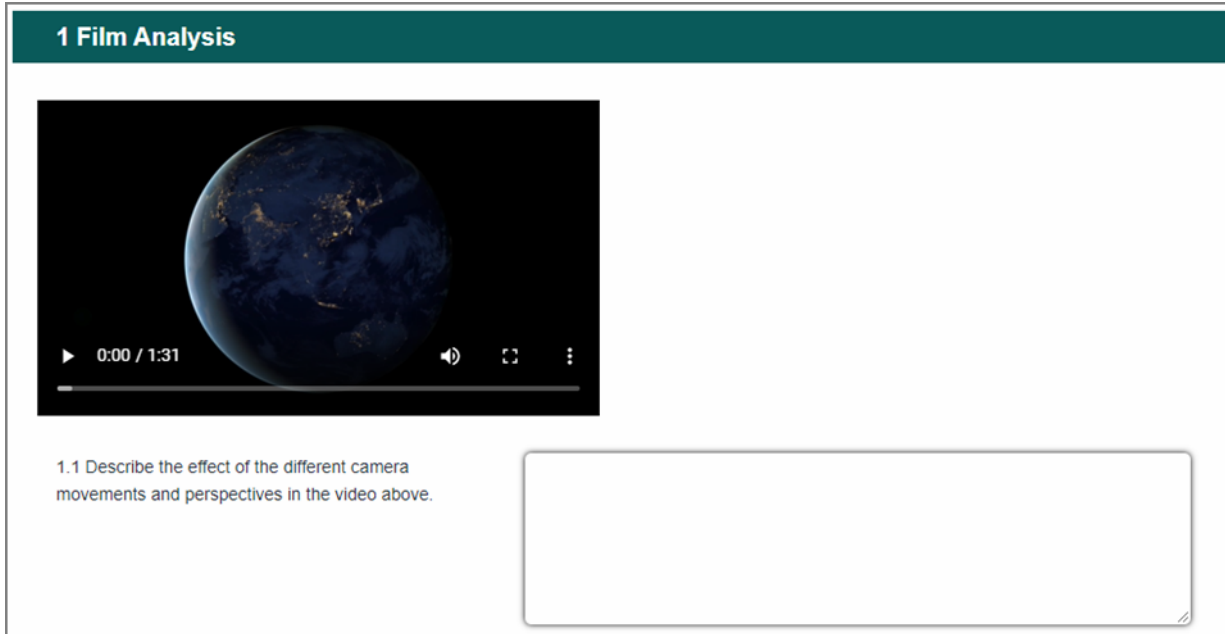 1 Film Analysis
0:00 / 1:31
1.1 Describe the effect of the different camera
movements and perspectives in the video above.